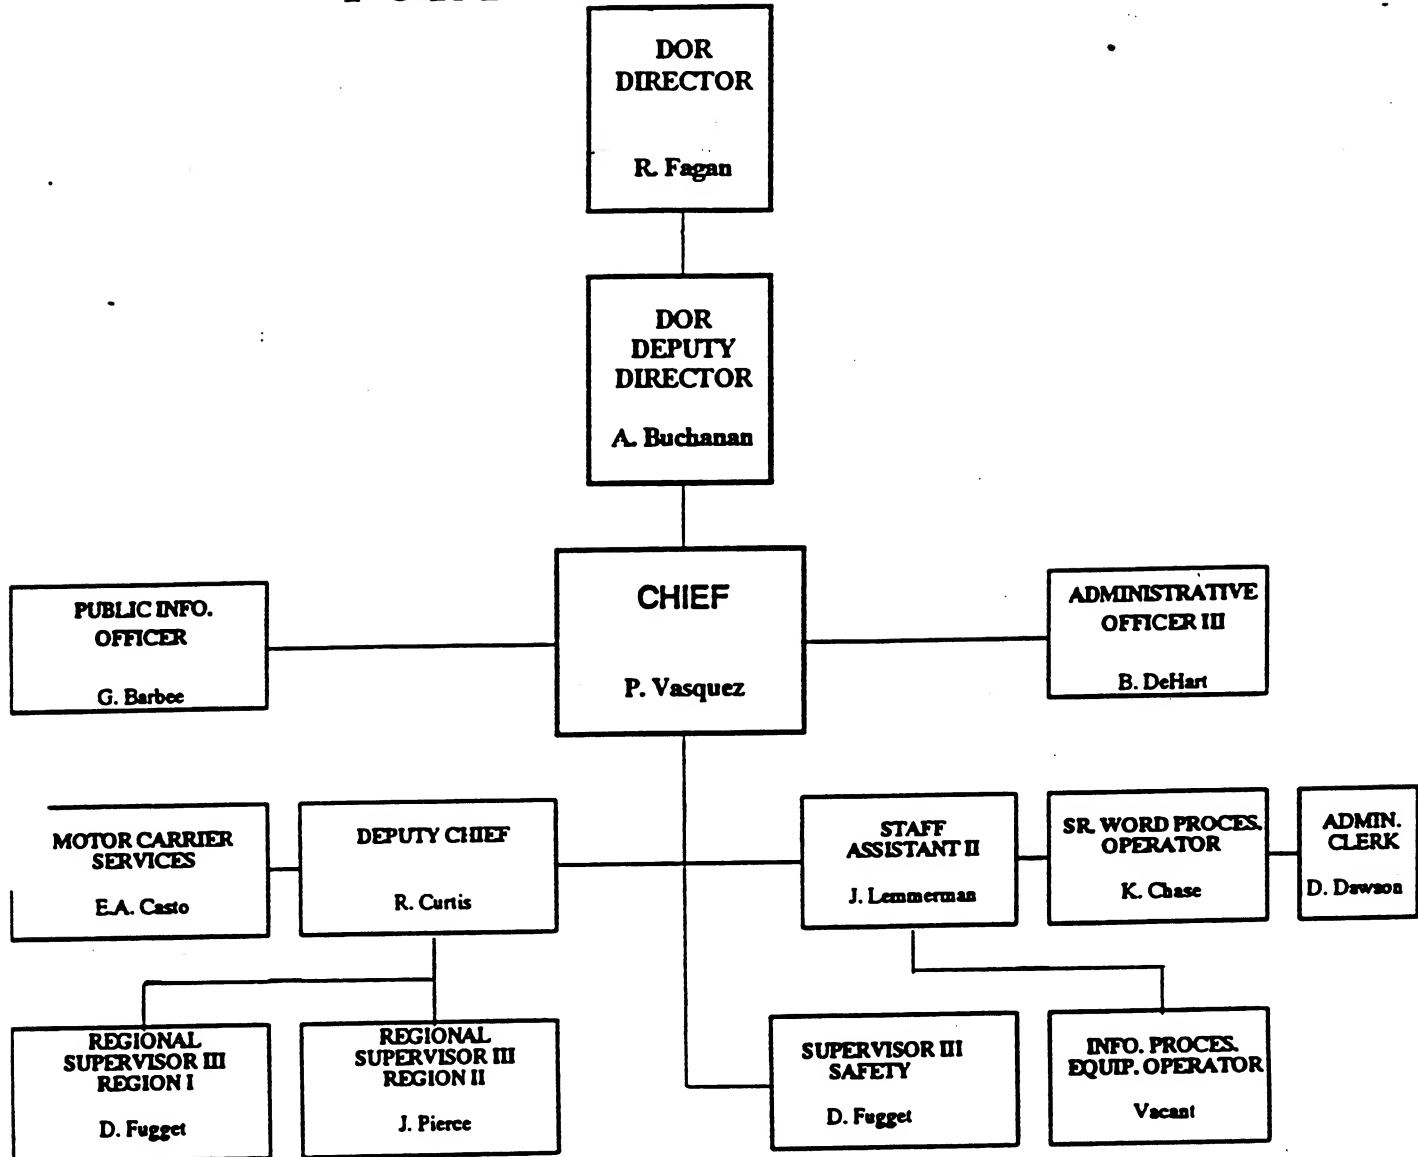 DOR
DIRECTOR
R. Fagan
DOR
DEPUTY
DIRECTOR
A. Buchanan
CHIEF
P. Vasquez
PUBLIC INFO.
OFFICER
G. Barbee
ADMINISTRATIVE
OFFICER III
B. DeHart
MOTOR CARRIER
SERVICES
E.A. Casto
DEPUTY CHIEF
R. Curtis
STAFF
ASSISTANT II
J. Lemmerman
SR. WORD PROCES.
OPERATOR
K. Chase
ADMIN.
CLERK
D. Dawson
REGIONAL
SUPERVISOR III
REGION I
D. Fugget
REGIONAL
SUPERVISOR III
REGION II
J. Pierce
SUPERVISOR III
SAFETY
D. Fugget
INFO. PROCES.
EQUIP. OPERATOR
Vacant